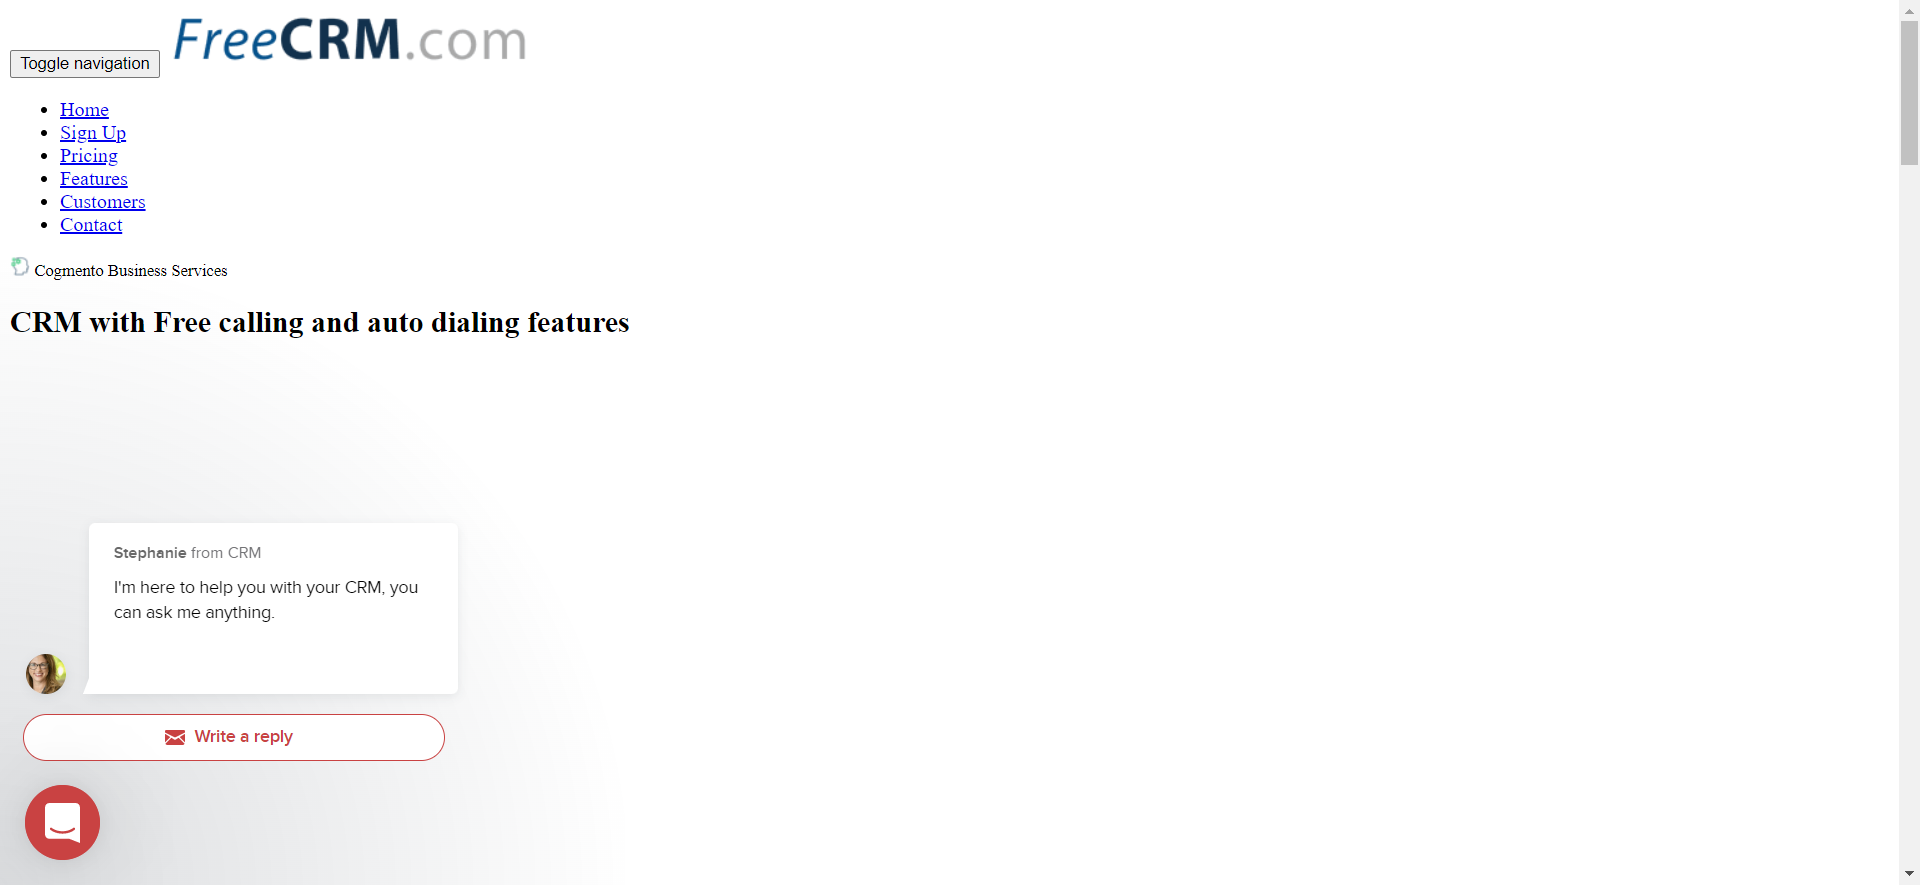 FreeCRM.com
Toggle navigation
Home
Sign Up
Pricing
Features
Customers
Contact
Cogmento Business Services
CRM with Free calling and auto dialing features
Stephanie from CRM
I'm here to help you with your CRM, you
can ask me anything.
Write a reply